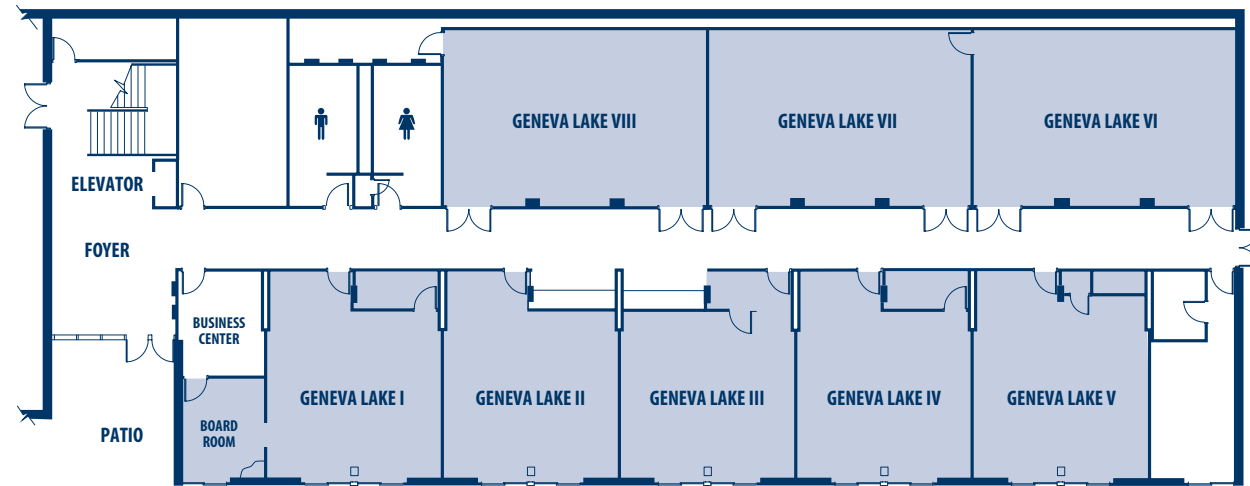 GENEVA LAKE VIII
GENEVA LAKE VII
GENEVA LAKE VI
ELEVATOR
FOYER
BUSINESS
CENTER
GENEVA LAKE I
GENEVA LAKE II
GENEVA LAKE III
GENEVA LAKE IV
GENEVA LAKE V
BOARD
ROOM
PATIO